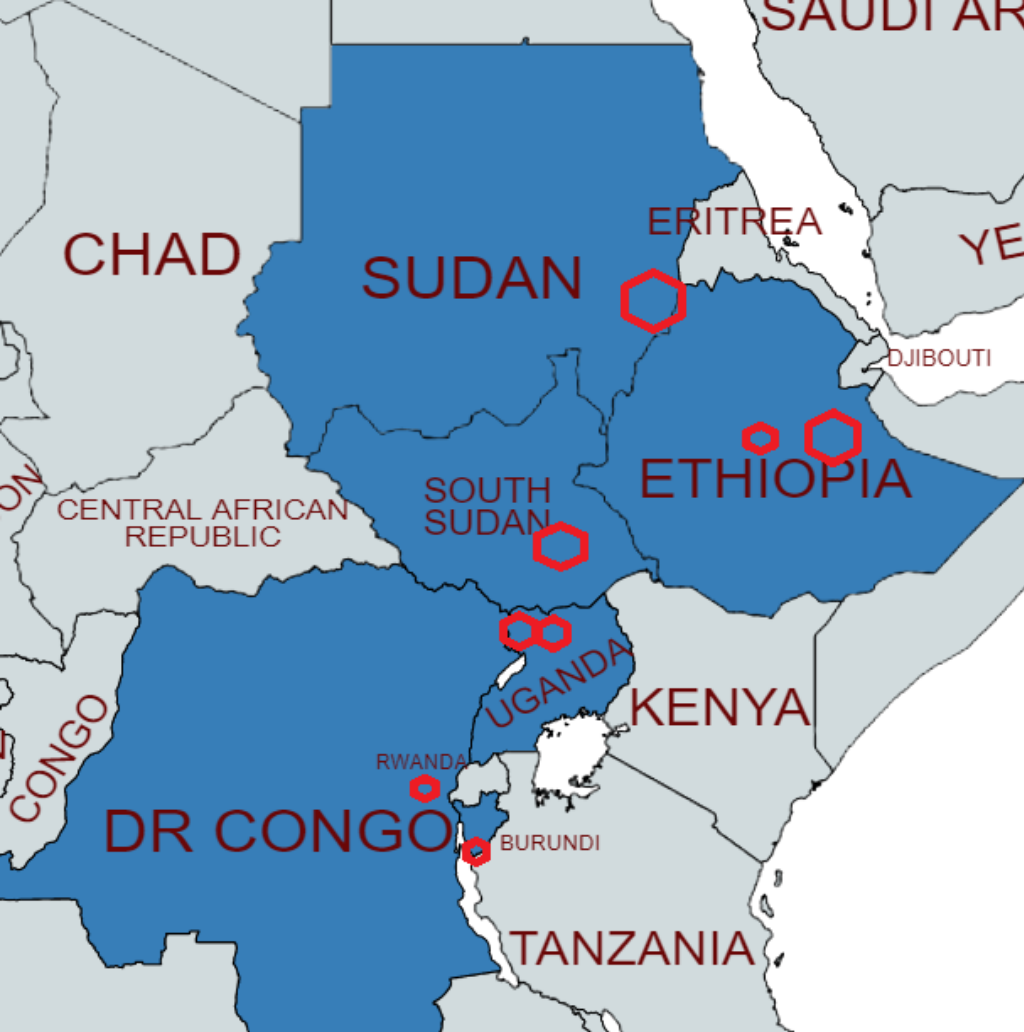 SAUDI AR
ERITREA
YE
CHAD
SUDAN
DJIBOUTI
ETHIOPIA
ON
SOUTH
SUDAN
CENTRAL AFRICAN
REPUBLIC
UGANDA
KENYA
CONGO
RWANDA
DR CONGO
BURUNDI
TANZANIA